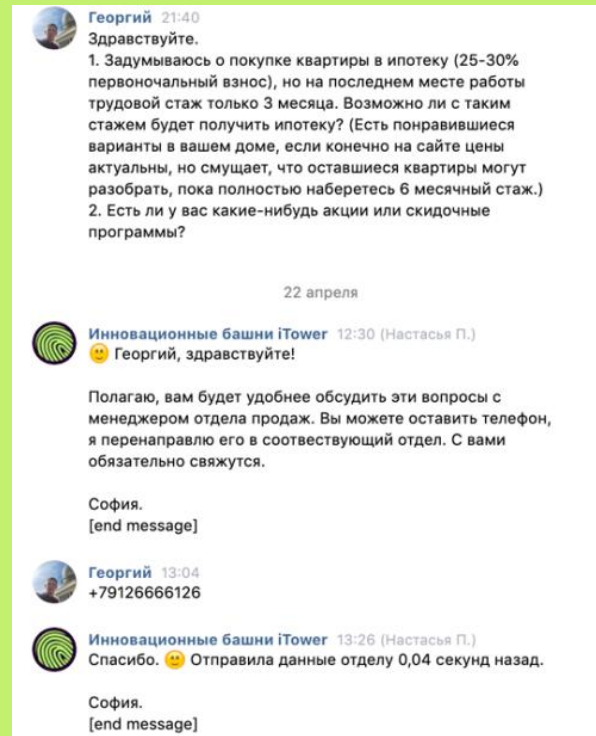 Георгий 21:40
Здравствуйте.
1. Задумываюсь о покупке квартиры в ипотеку (25-30%
первоночальный взнос), но на последнем месте работы
трудовой стаж только 3 месяца. Возможно ли с таким
стажем будет получить ипотеку? (Есть понравившиеся
варианты в вашем доме, если конечно на сайте цены
актуальны, но смущает, что оставшиеся квартиры могут
разобрать, пока полностью наберетесь 6 месячный стаж.)
2. Есть ли у вас какие-нибудь акции или скидочные
программы?
22 апреля
Инновационные башни iTower 12:30 (Настасья П.)
🙂 Георгий, здравствуйте!
Полагаю, вам будет удобнее обсудить эти вопросы с
менеджером отдела продаж. Вы можете оставить телефон,
я перенаправлю его в соотвествующий отдел. С вами
обязательно свяжутся.
София.
[end message]
Георгий 13:04
+79126666126
Инновационные башни iTower 13:26 (Настасья П.)
Спасибо. 🙂 Отправила данные отделу 0,04 секунд назад.
София.
[end message]